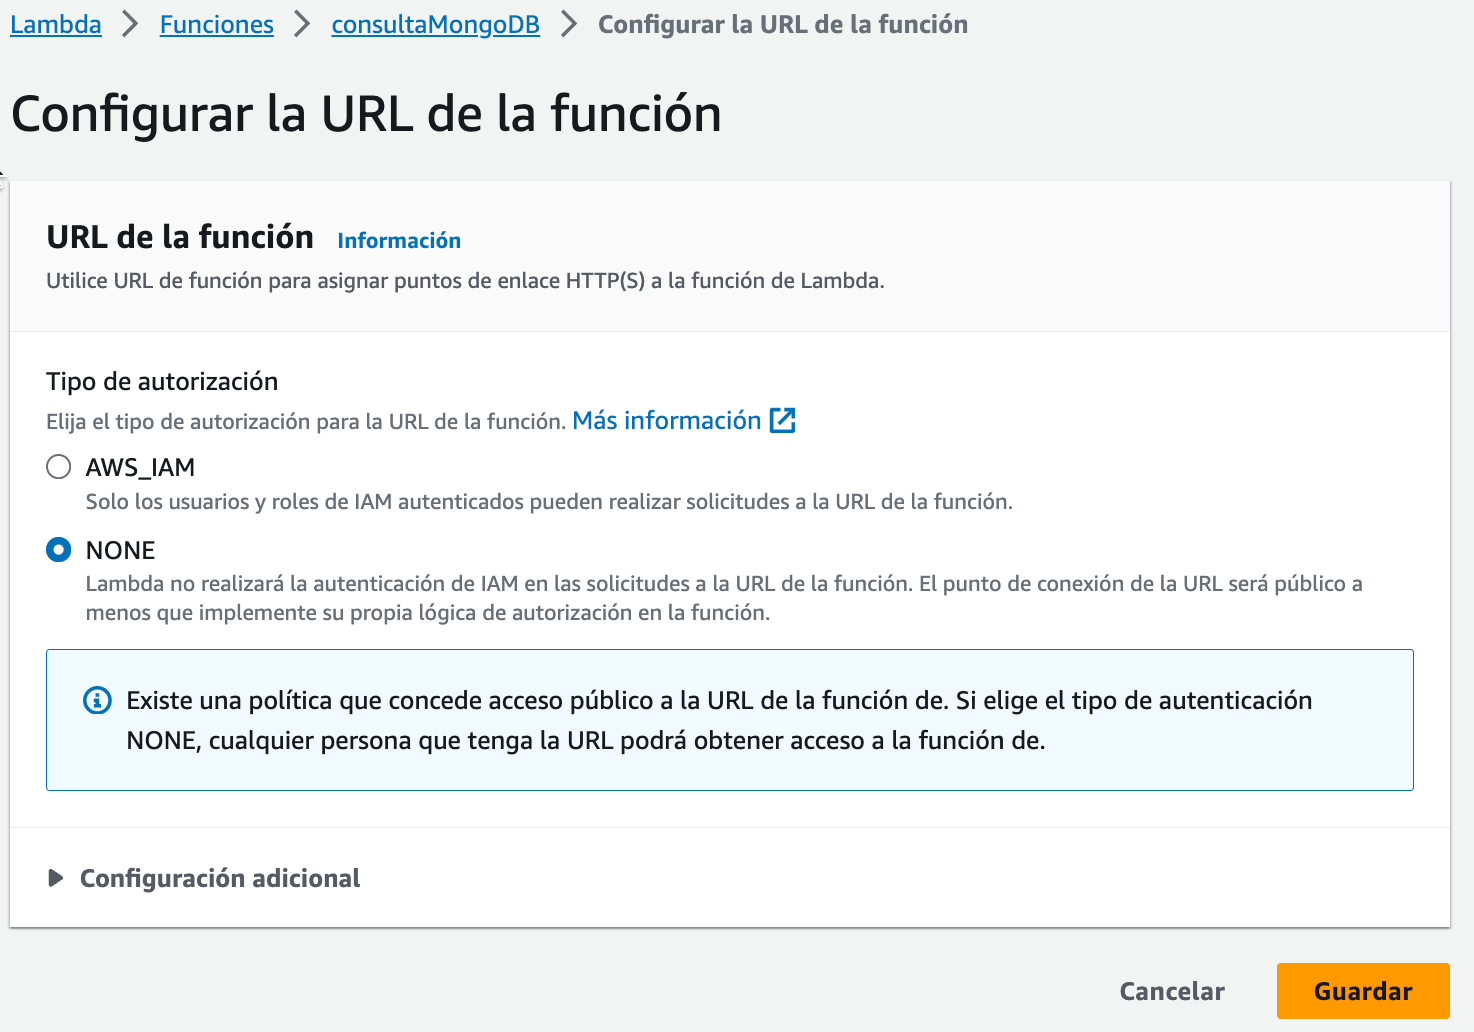 Lambda > Funciones > consultaMongoDB > Configurar la URL de la función
Configurar la URL de la función
URL de la función Información
Utilice URL de función para asignar puntos de enlace HTTP(S) a la función de Lambda.
Tipo de autorización
Elija el tipo de autorización para la URL de la función. Más información
AWS_IAM
Solo los usuarios y roles de IAM autenticados pueden realizar solicitudes a la URL de la función.
NONE
Lambda no realizará la autenticación de IAM en las solicitudes a la URL de la función. El punto de conexión de la URL será público a
menos que implemente su propia lógica de autorización en la función.
Existe una política que concede acceso público a la URL de la función de. Si elige el tipo de autenticación
NONE, cualquier persona que tenga la URL podrá obtener acceso a la función de.
Configuración adicional
Cancelar Guardar